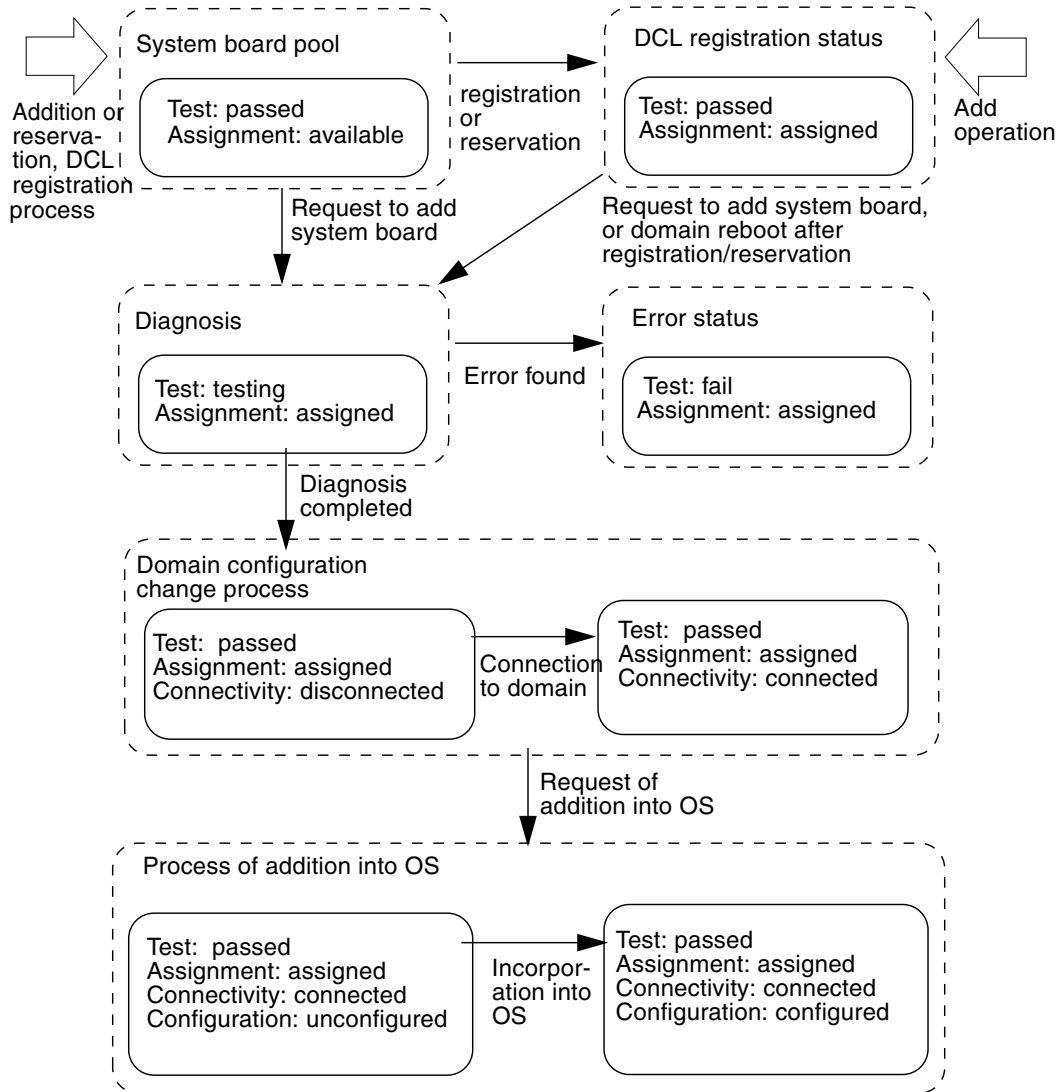 System board pool
Test: passed
Assignment: available
Addition or
reserva-
tion, DCL
registration
process
registration
or
reservation
DCL registration status
Test: passed
Assignment: assigned
Add
operation
Request to add
system board
Request to add system board,
or domain reboot after
registration/reservation
Diagnosis
Test: testing
Assignment: assigned
Error found
Error status
Test: fail
Assignment: assigned
Diagnosis
completed
Domain configuration
change process
Test:  passed
Assignment: assigned
Connectivity: disconnected
Connection
to domain
Test:  passed
Assignment: assigned
Connectivity: connected
Request of
addition into OS
Process of addition into OS
Test:  passed
Assignment: assigned
Connectivity: connected
Configuration: unconfigured
Incorpor-
ation into
OS
Test: passed
Assignment: assigned
Connectivity: connected
Configuration: configured